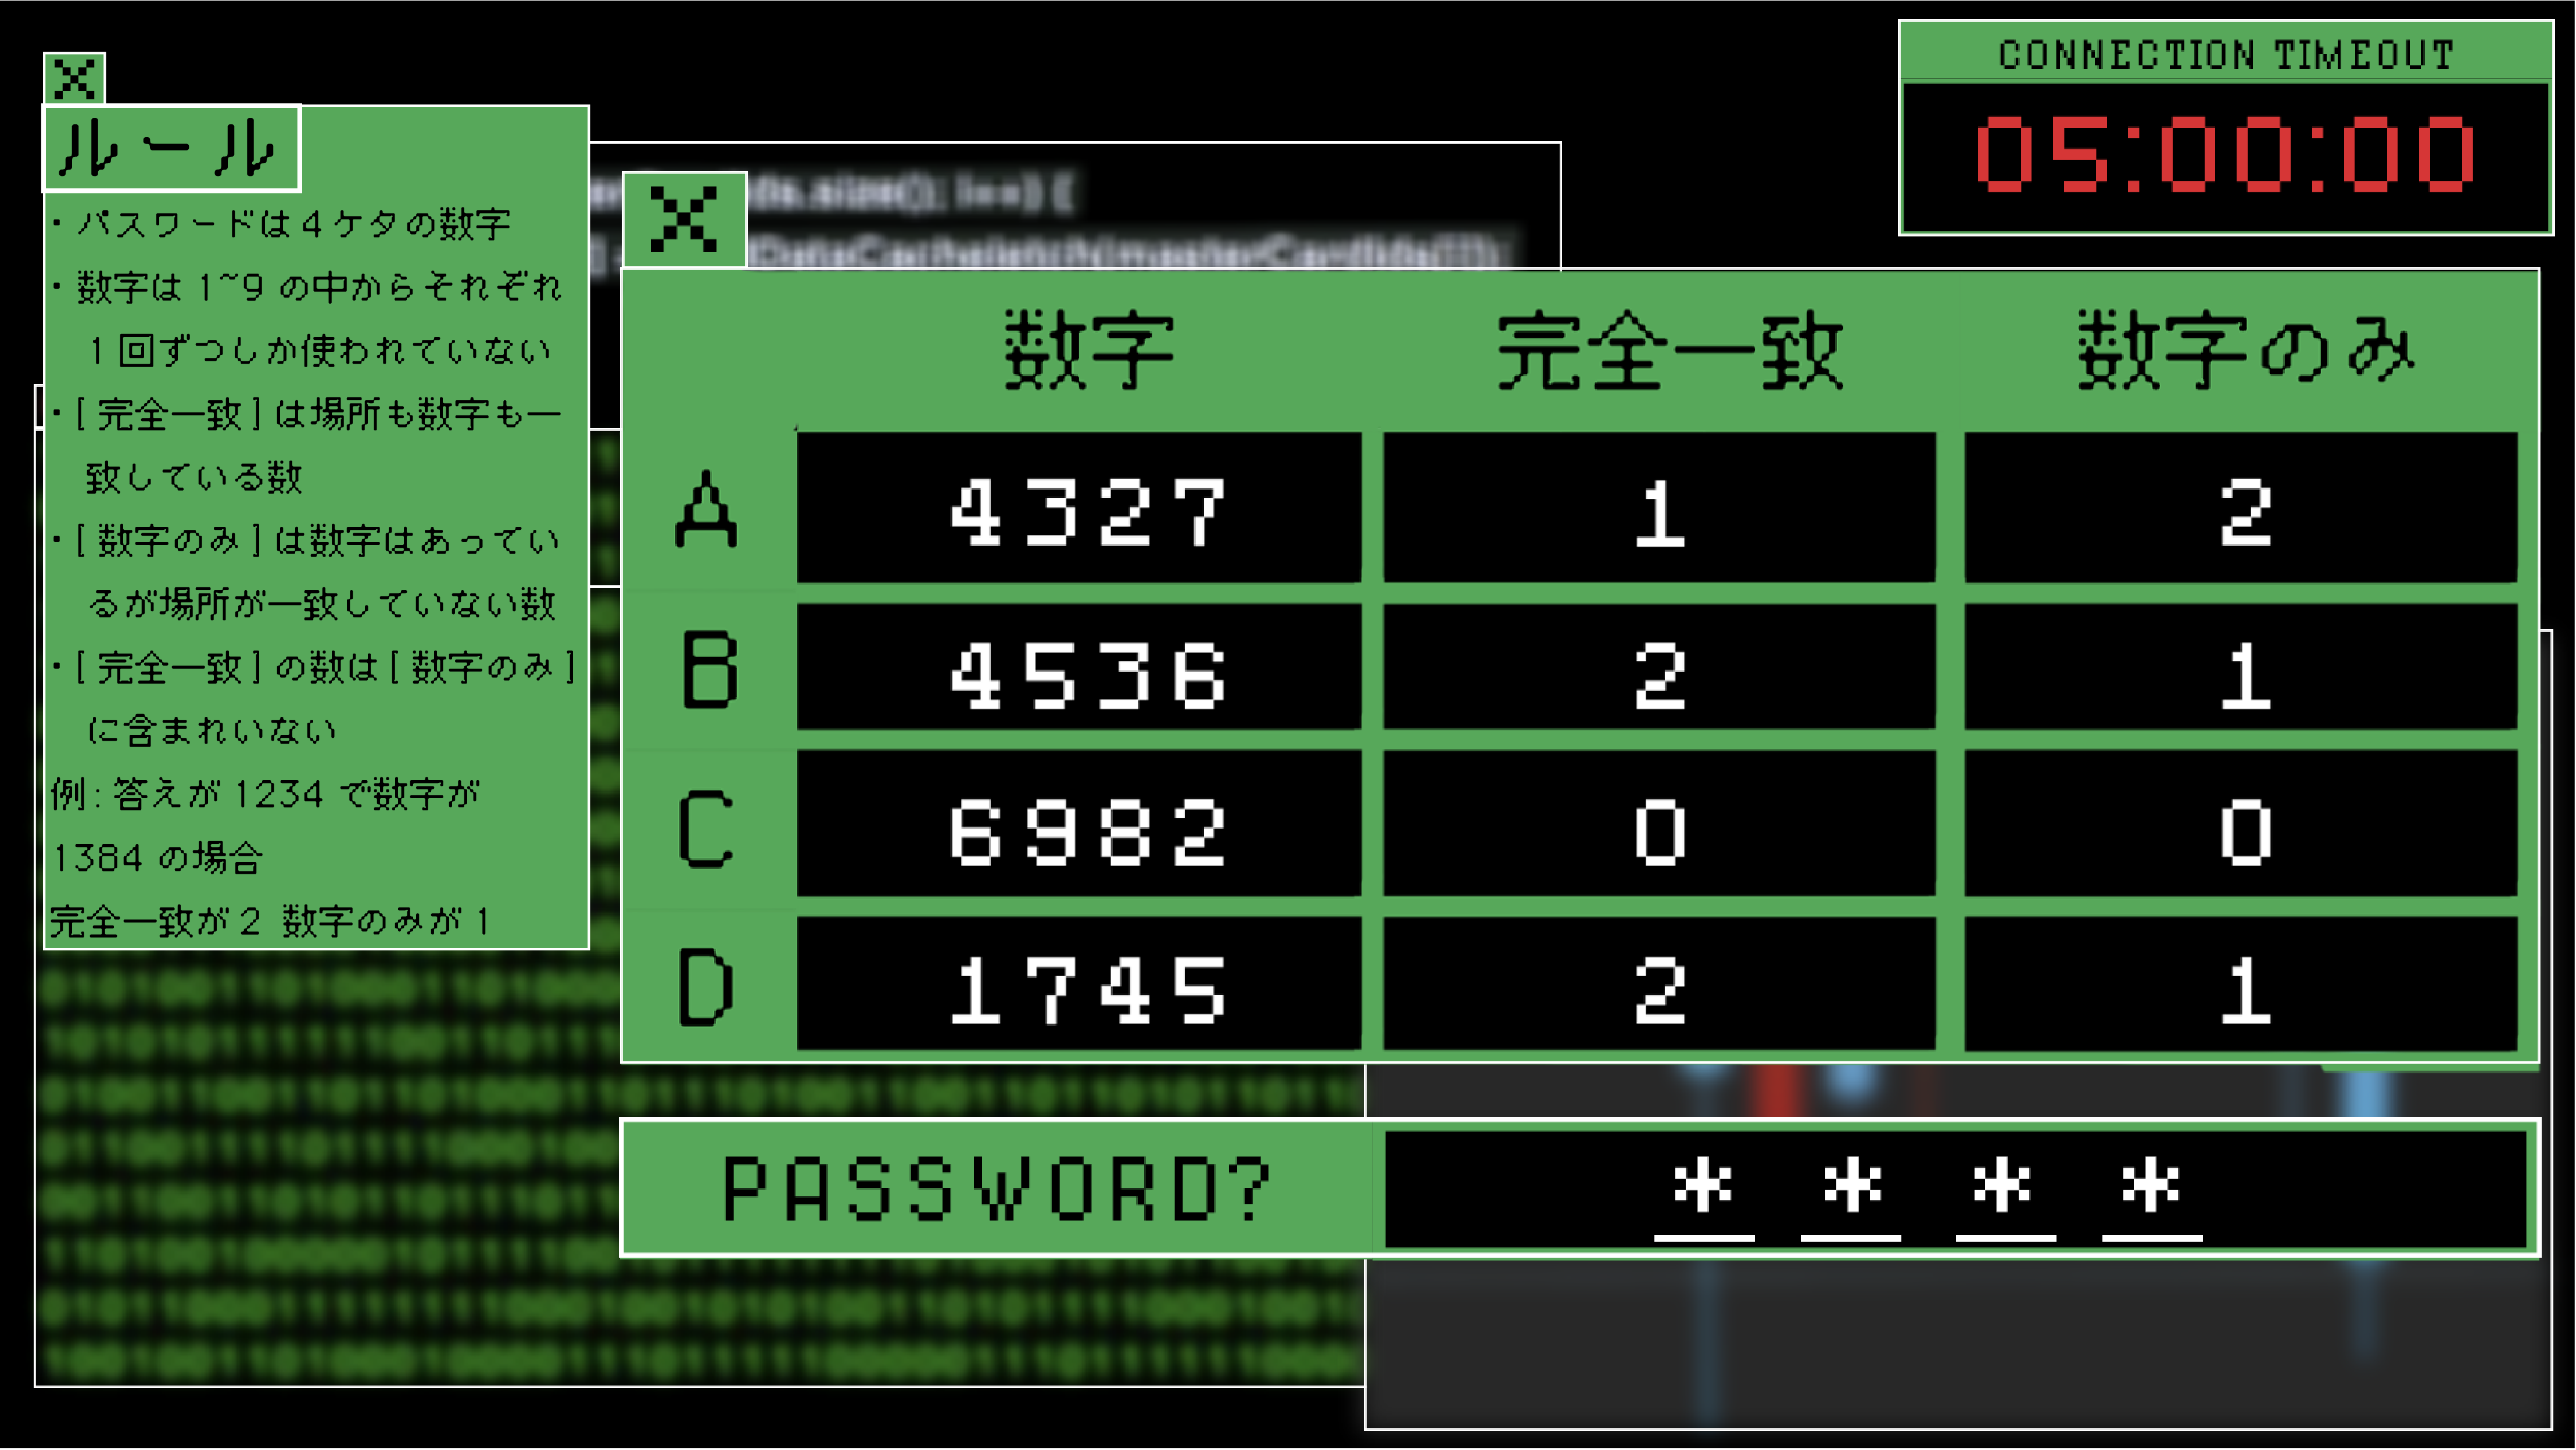 CONNECTION TIMEOUT
05:00:00
ルール
・パスワードは4ケタの数字
・数字は1~9の中からそれぞれ
1回ずつしか使われていない
・[完全一致]は場所も数字も一
致している数
・[数字のみ]は数字はあってい
るが場所が一致していない数
・[完全一致]の数は[数字のみ]
に含まれいない
例:答えが1234で数字が
1384の場合
完全一致が2 数字のみが1
数字 完全一致 数字のみ
A 4327 1 2
B 4536 2 1
C 6982 0 0
D 1745 2 1
PASSWORD? * * * *